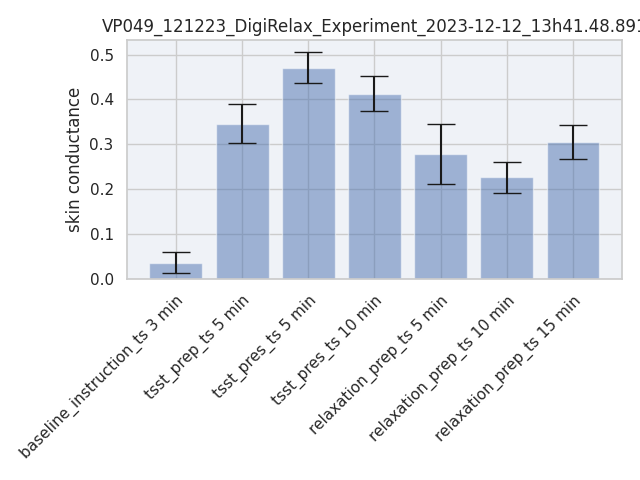 VP049_121223_DigiRelax_Experiment_2023-12-12_13h41.48.891
skin conductance
0.5
0.4
0.3
0.2
0.1
0.0
baseline_instruction_ts 3 min
tsst_prep_ts 5 min
tsst_pres_ts 5 min
tsst_pres_ts 10 min
relaxation_prep_ts 5 min
relaxation_prep_ts 10 min
relaxation_prep_ts 15 min